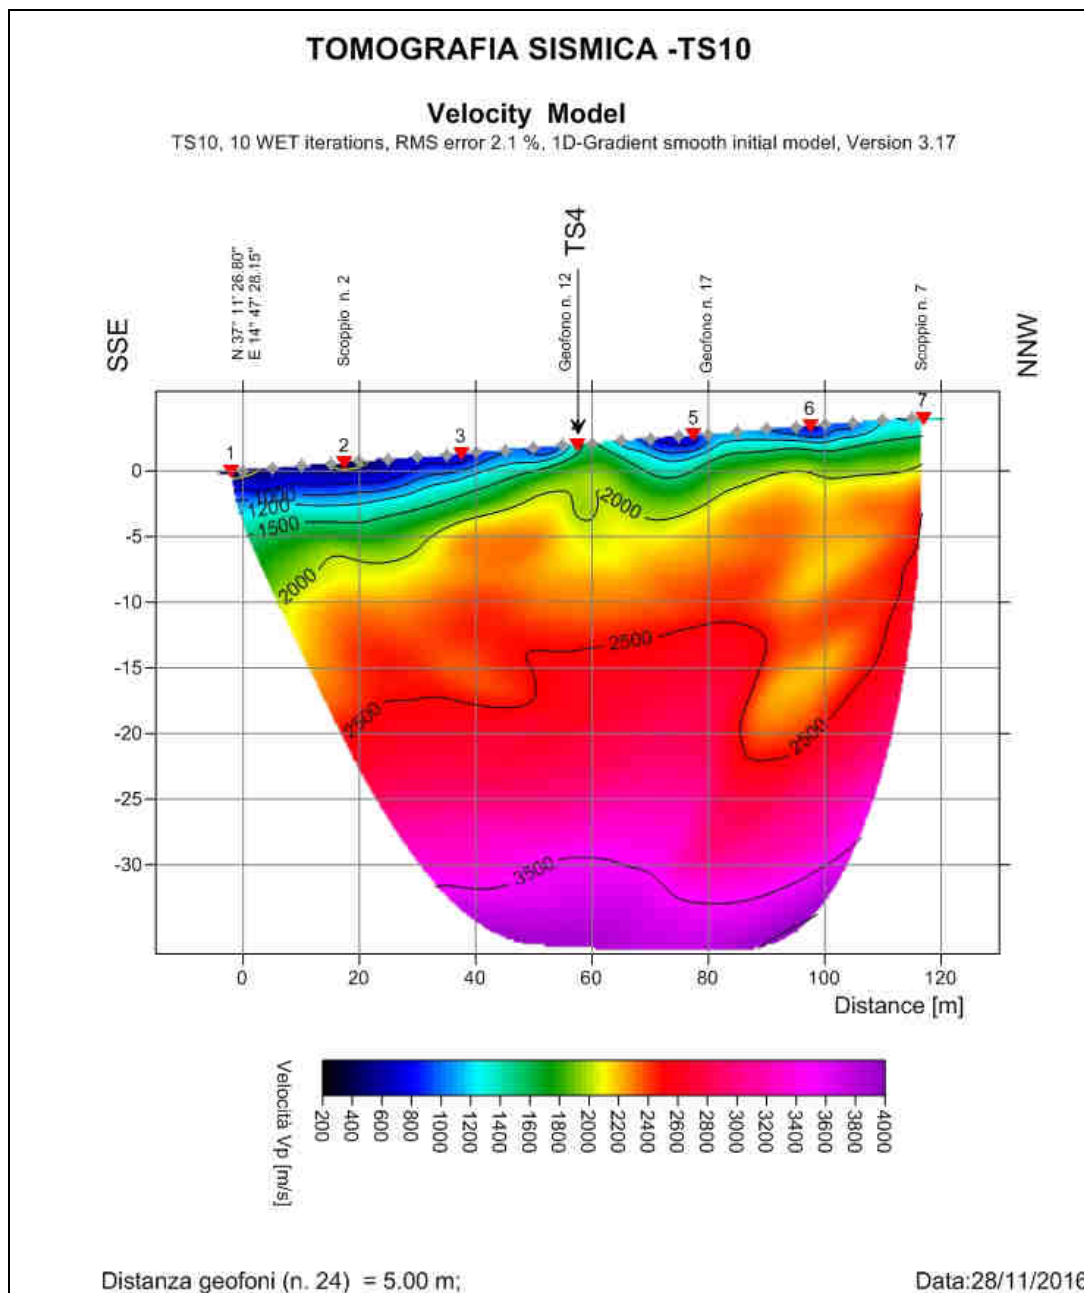 TOMOGRAFIA SISMICA -TS10
Velocity Model
TS10, 10 WET iterations, RMS error 2.1 %, 1D-Gradient smooth initial model, Version 3.17
SSE
N 37° 11' 26.80"
E 14° 47' 28.15"
Scoppio n. 2
TS4
Geofono n. 12
Geofono n. 17
Scoppio n. 7
NNW
1 2 3 5 6 7
0
-5
-10
-15
-20
-25
-30
1000
1200
1500
2000
2000
2500
2500
2500
3500
0 20 40 60 80 100 120
Distance [m]
Velocità Vp [m/s]
200 400 600 800 1000 1200 1400 1600 1800 2000 2200 2400 2600 2800 3000 3200 3400 3600 3800 4000
Distanza geofoni (n. 24) = 5.00 m;
Data:28/11/2016